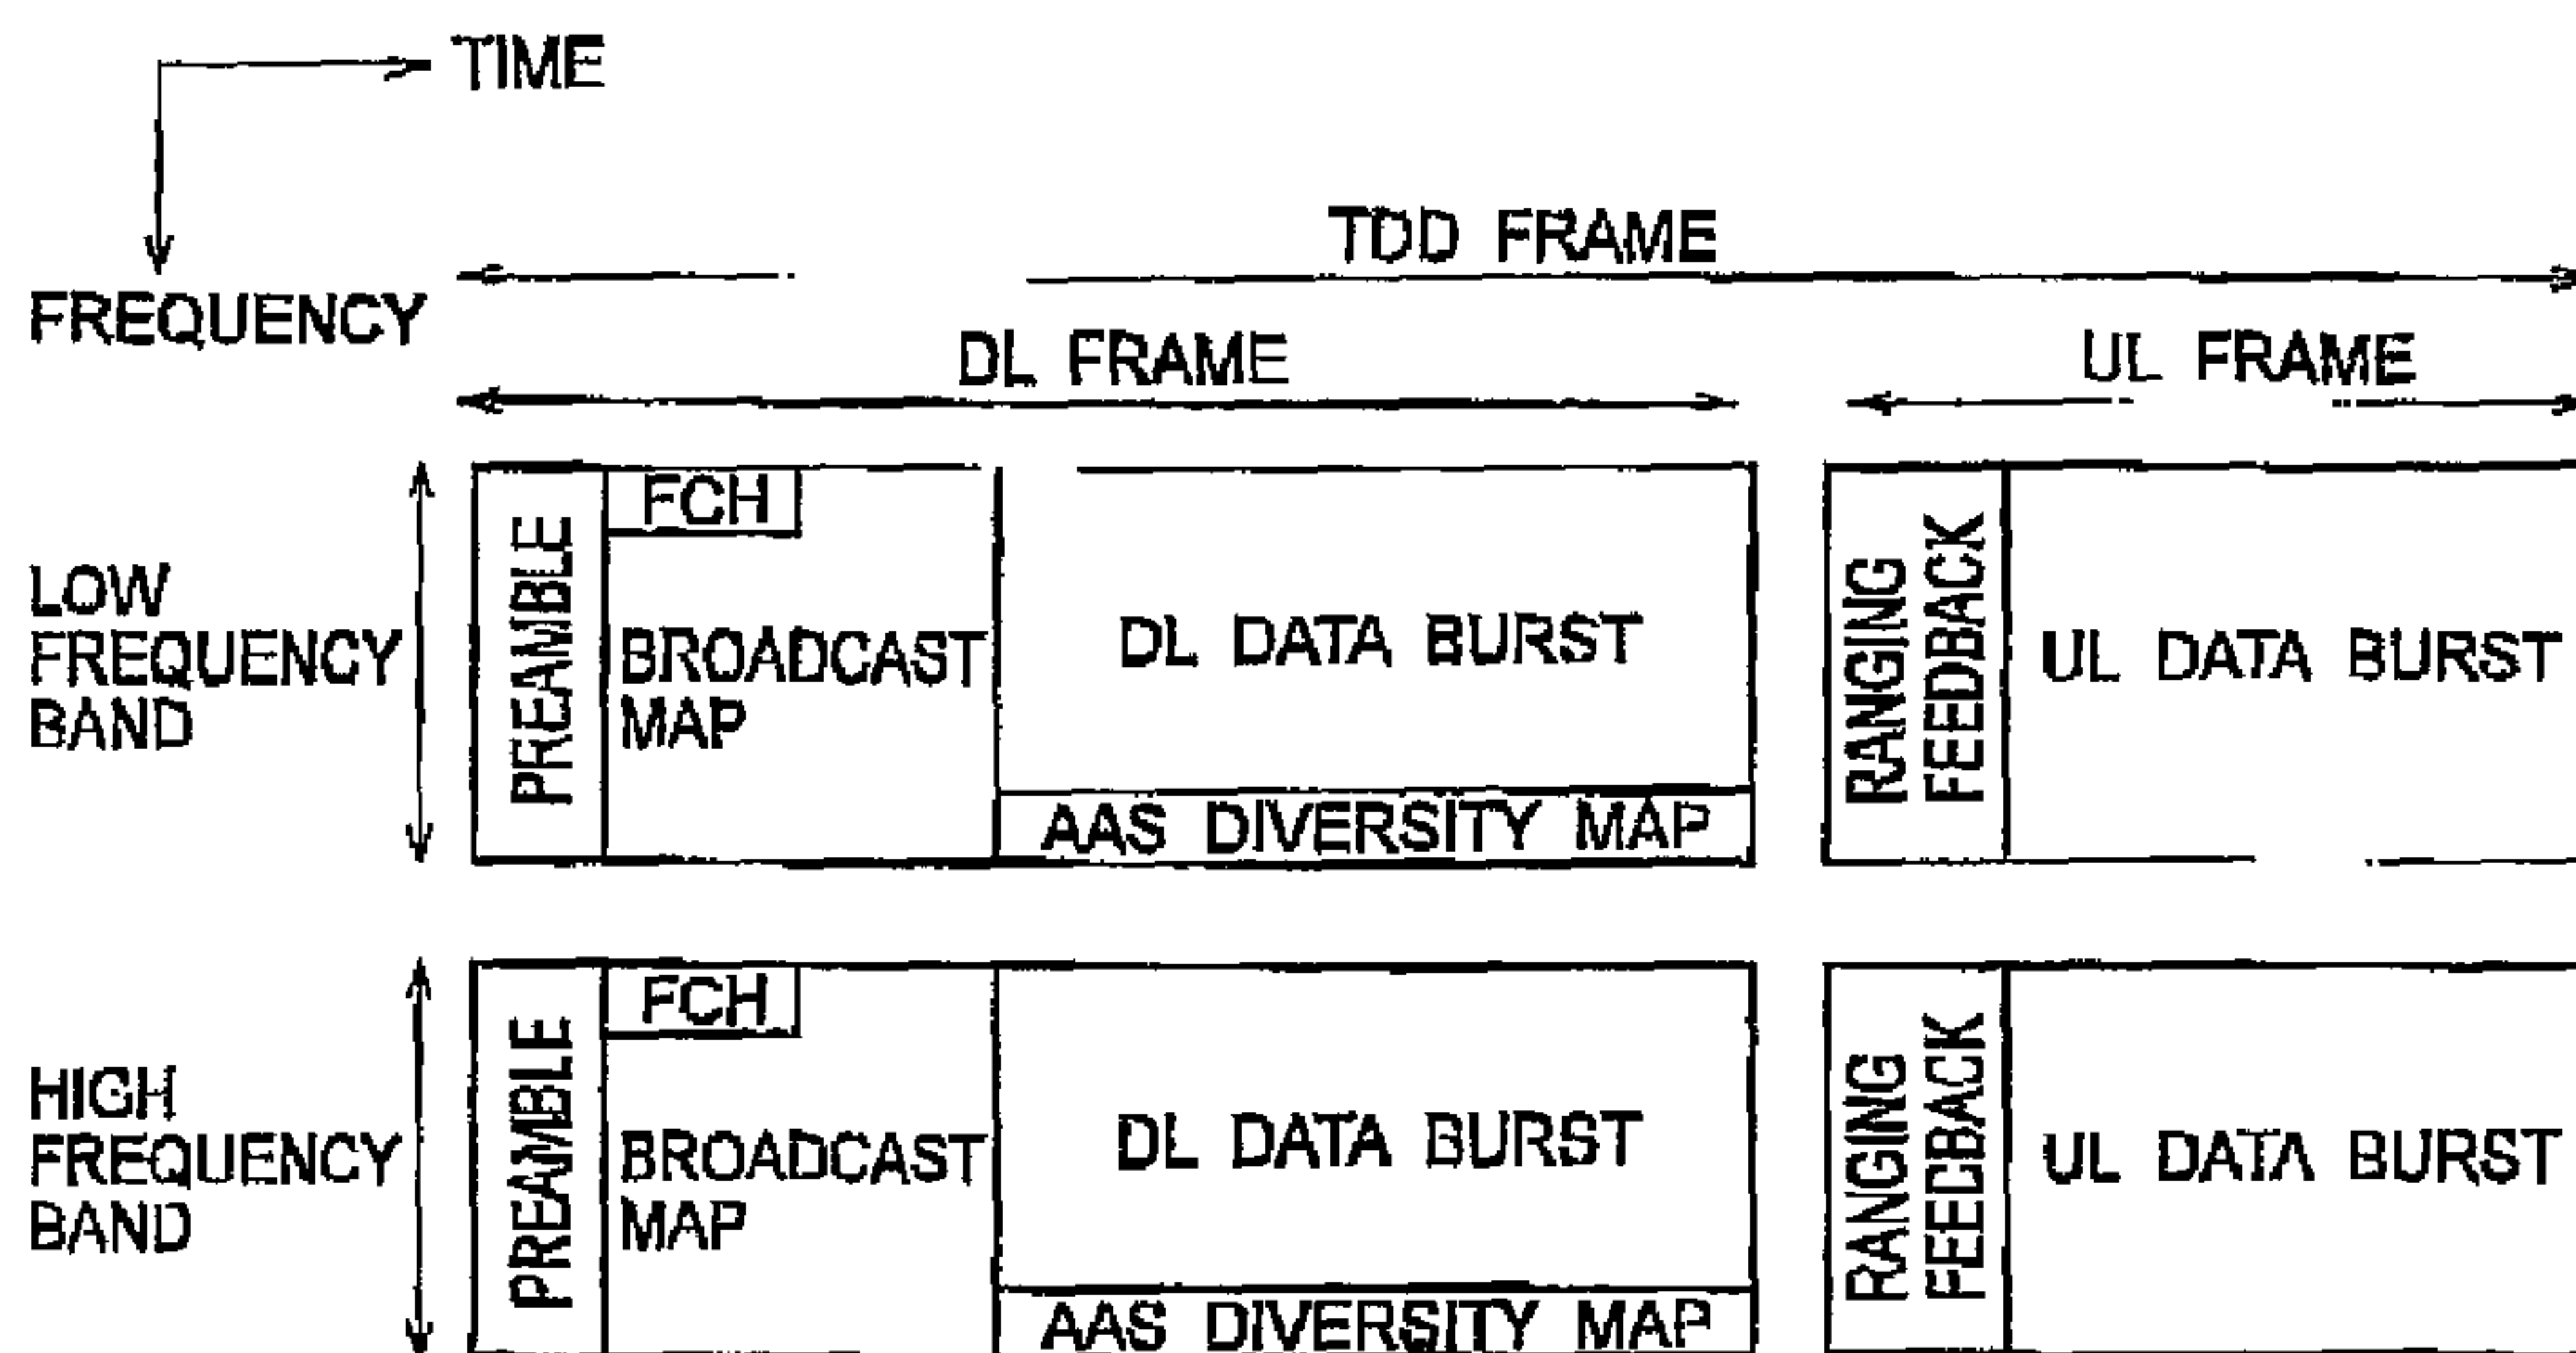 TIME
FREQUENCY
TDD FRAME
DL FRAME
UL FRAME
LOW
FREQUENCY
BAND
PREAMBLE
FCH
BROADCAST
MAP
DL DATA BURST
AAS DIVERSITY MAP
RANGING
FEEDBACK
UL DATA BURST
HIGH
FREQUENCY
BAND
PREAMBLE
FCH
BROADCAST
MAP
DL DATA BURST
AAS DIVERSITY MAP
RANGING
FEEDBACK
UL DATA BURST